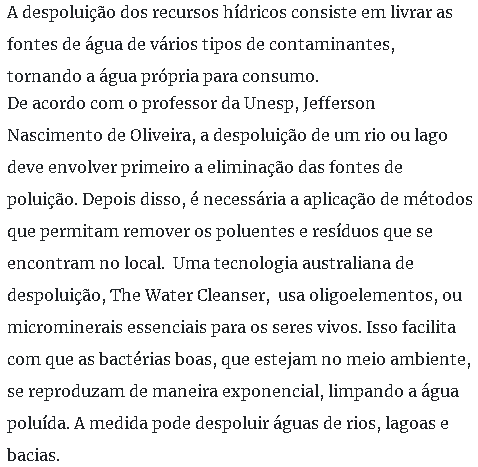 A despoluição dos recursos hídricos consiste em livrar as
fontes de água de vários tipos de contaminantes,
tornando a água própria para consumo.
De acordo com o professor da Unesp, Jefferson
Nascimento de Oliveira, a despoluição de um rio ou lago
deve envolver primeiro a eliminação das fontes de
poluição. Depois disso, é necessária a aplicação de métodos
que permitam remover os poluentes e resíduos que se
encontram no local.  Uma tecnologia australiana de
despoluição, The Water Cleanser,  usa oligoelementos, ou
microminerais essenciais para os seres vivos. Isso facilita
com que as bactérias boas, que estejam no meio ambiente,
se reproduzam de maneira exponencial, limpando a água
poluída. A medida pode despoluir águas de rios, lagoas e
bacias.